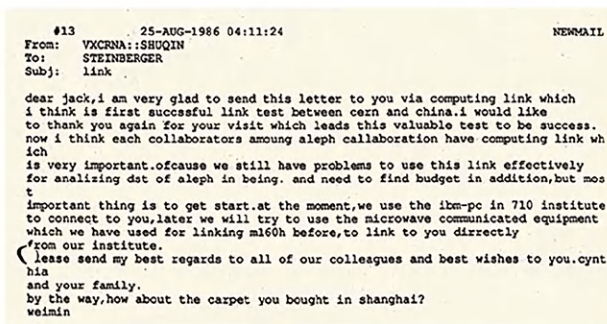 #13 25-AUG-1986 04:11:24 NEWMAIL
From: VXCRNA::SHUQIN
To: STEINBERGER
Subj: link
dear jack,i am very glad to send this letter to you via computing link which
i think is first succssful link test between cern and china.i would like
to thank you again for your visit which leads this valuable test to be success.
now i think each collaborators amoung aleph callaboration have computing link wh
ich
is very important.ofcause we still have problems to use this link effectively
for analizing dst of aleph in being. and need to find budget in addition,but mos
t
important thing is to get start.at the moment,we use the ibm-pc in 710 institute
to connect to you,later we will try to use the microwave communicated equipment
which we have used for linking m160h before,to link to you dirrectly
from our institute.
lease send my best regards to all of our colleagues and best wishes to you.cynt
hia
and your family.
by the way,how about the carpet you bought in shanghai?
weimin